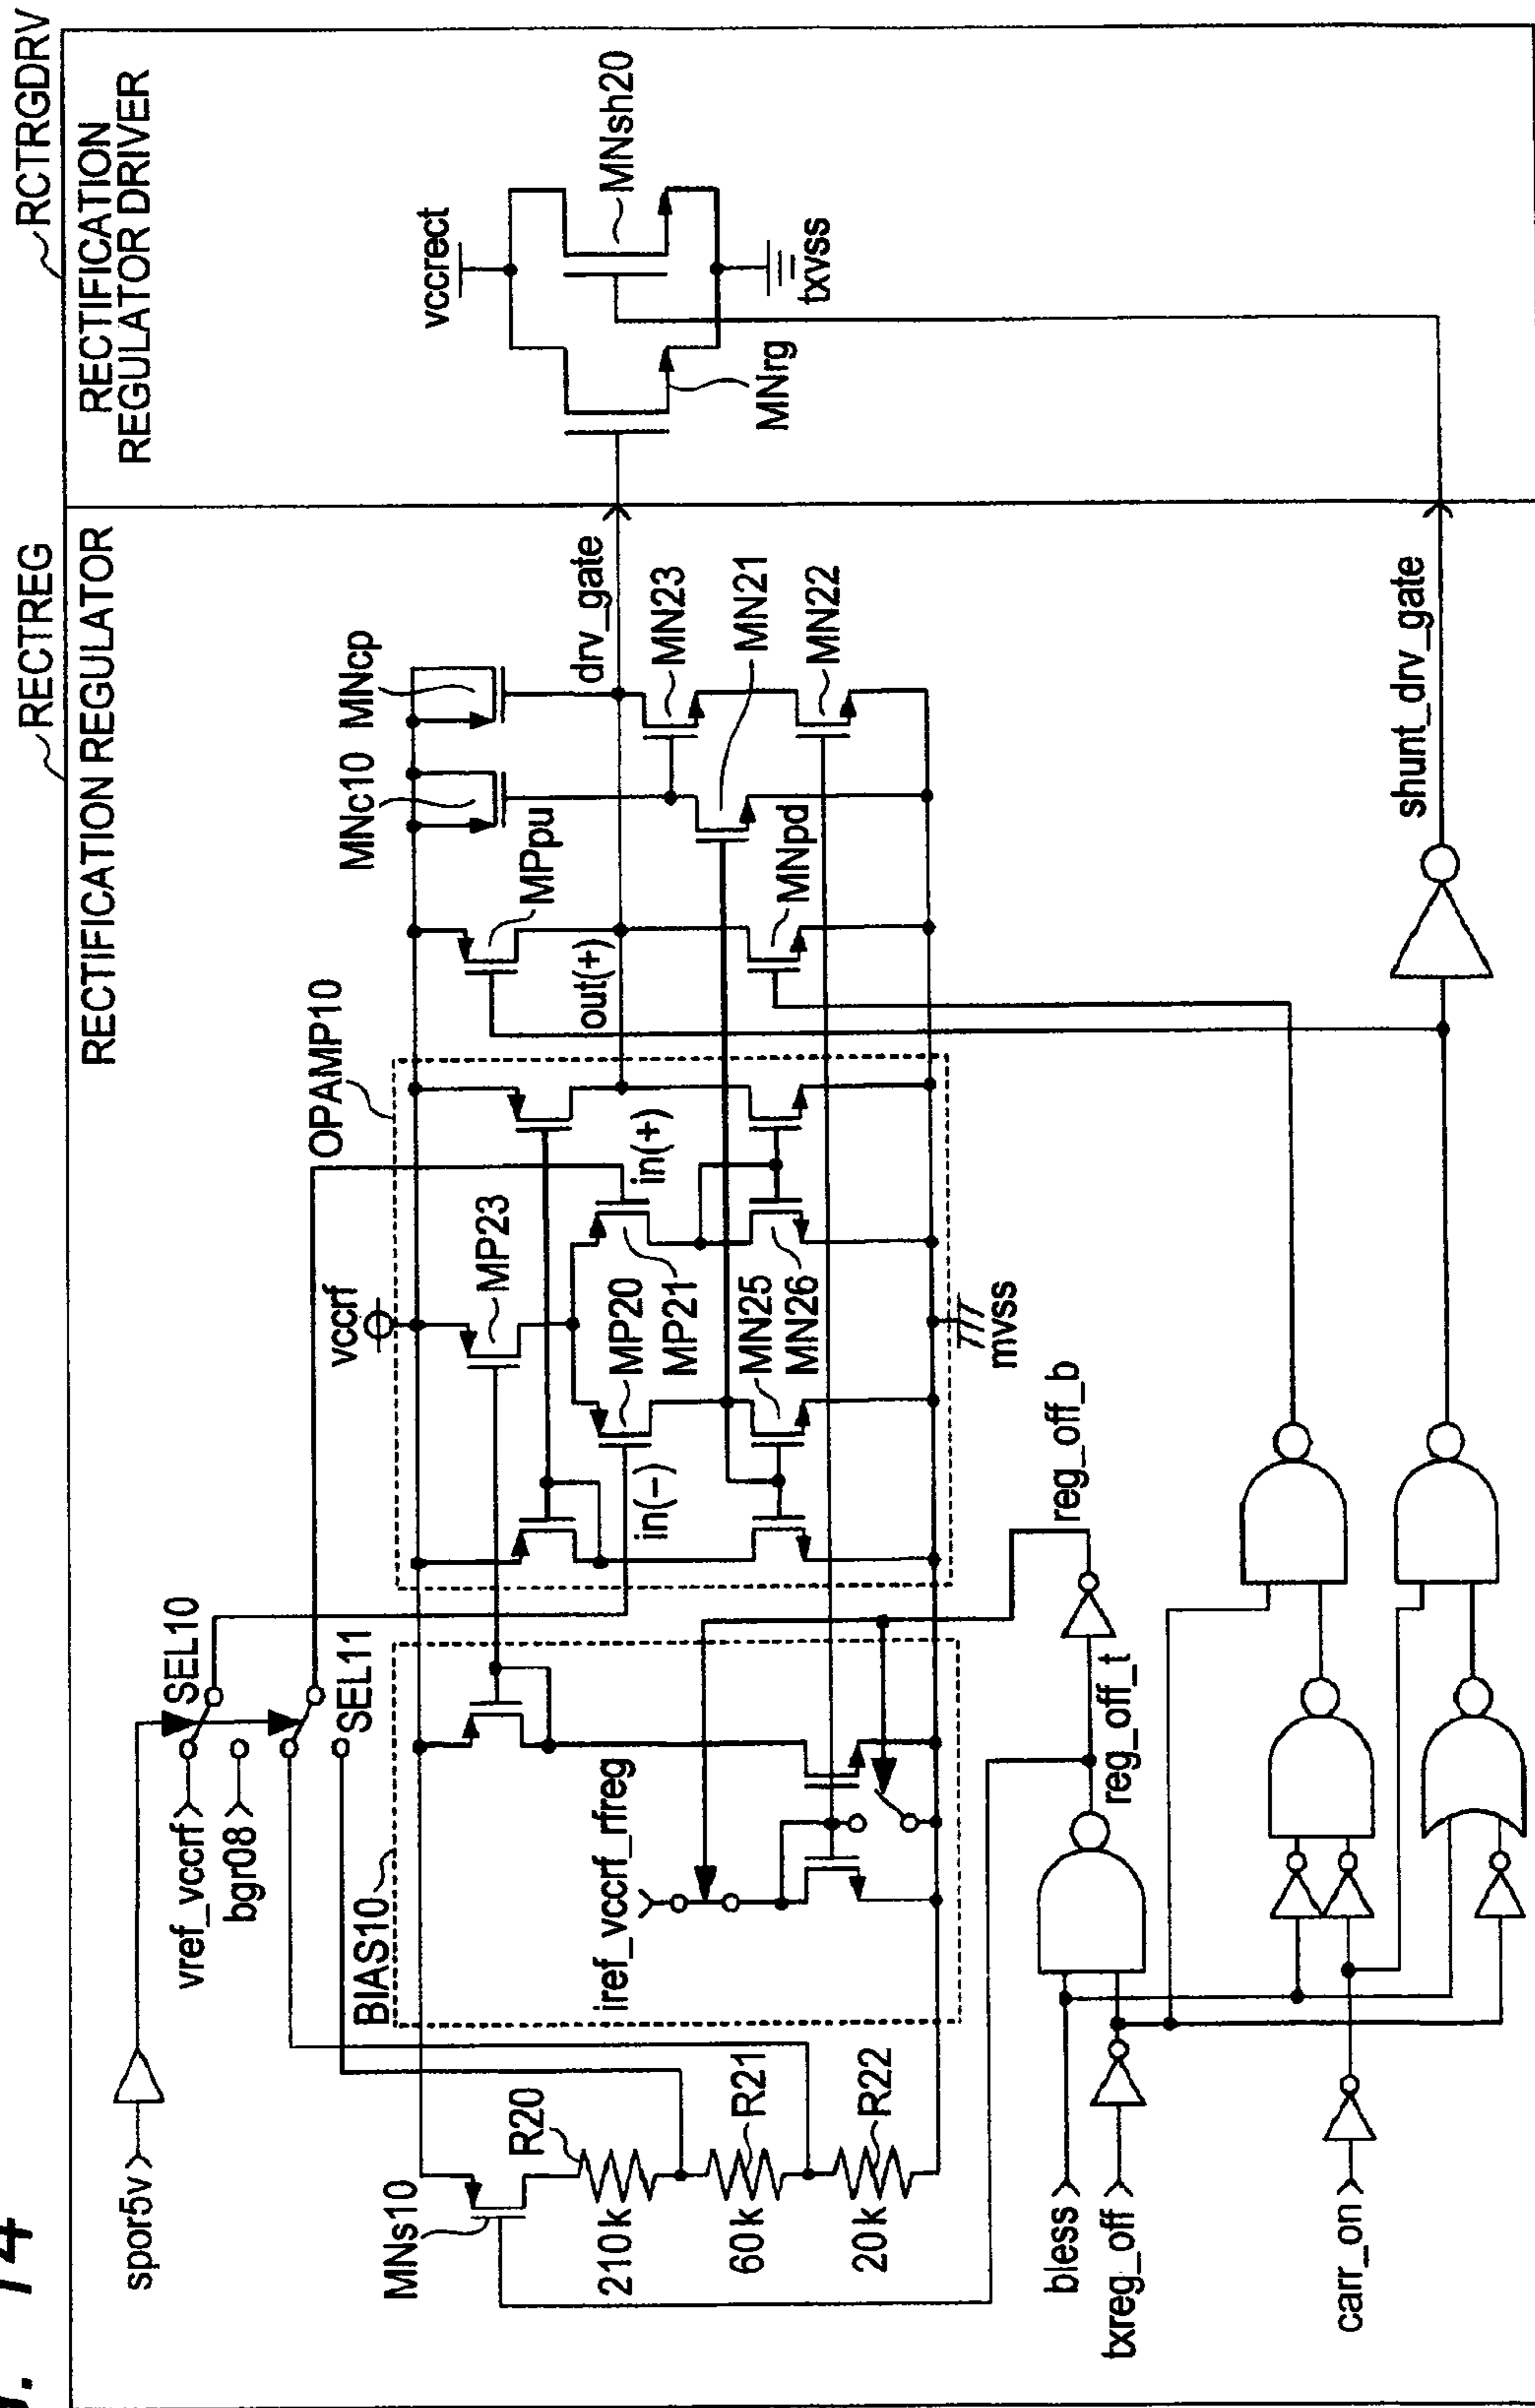 . 14
RECTREG
RCTRGDRV
RECTIFICATION REGULATOR
RECTIFICATION
REGULATOR DRIVER
spor5v
vref_vccrf
bgr08
SEL10
SEL11
BIAS10
OPAMP10
vccrf
MP23
MNc10
MNcp
MPpu
drv_gate
out(+)
in(+)
in(-)
MP20
MP21
MN25
MN26
MNpd
MN23
MN21
MN22
mvss
iref_vccrf_rfreg
MNs10
R20
210k
R21
60k
R22
20k
vccrect
MNsh20
MNrg
txvss
reg_off_b
reg_off_t
bless
txreg_off
carr_on
shunt_drv_gate